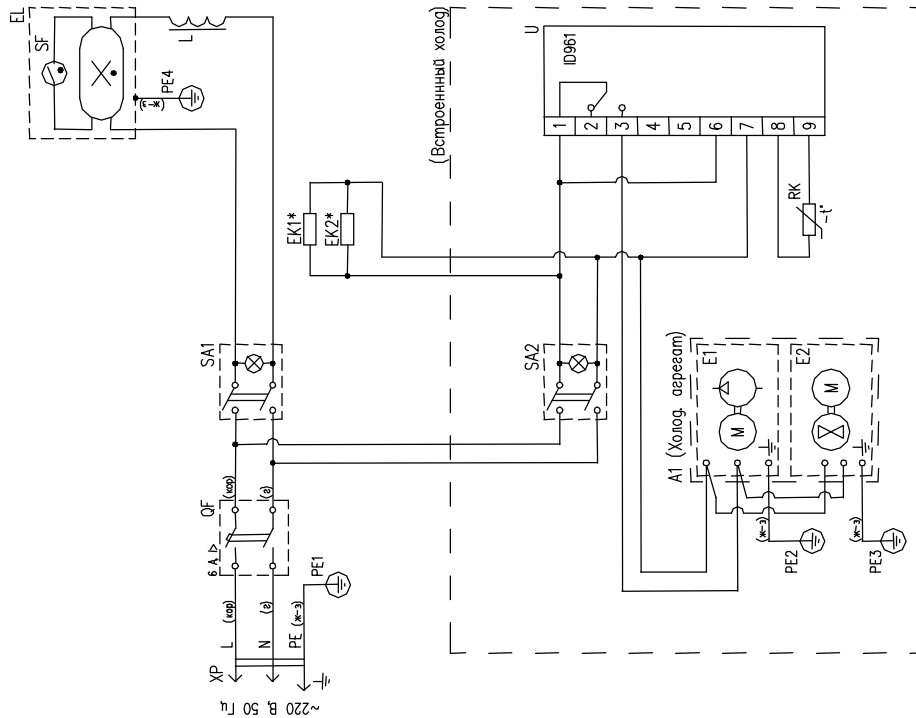 EL
SF
L
PE4
(ж-з)
(Встроеннный холод)
U
ID961
1
2
3
4
5
6
7
8
9
RK
-t°
EK1*
EK2*
SA1
SA2
A1 (Холод. агрегат)
E1
E2
M
M
(ж-з)
(ж-з)
PE2
PE3
QF
6 А, I>
(кор)
(г)
(кор)
(г)
(ж-з)
L
N
PE
PE1
XP
~220 В, 50 Гц